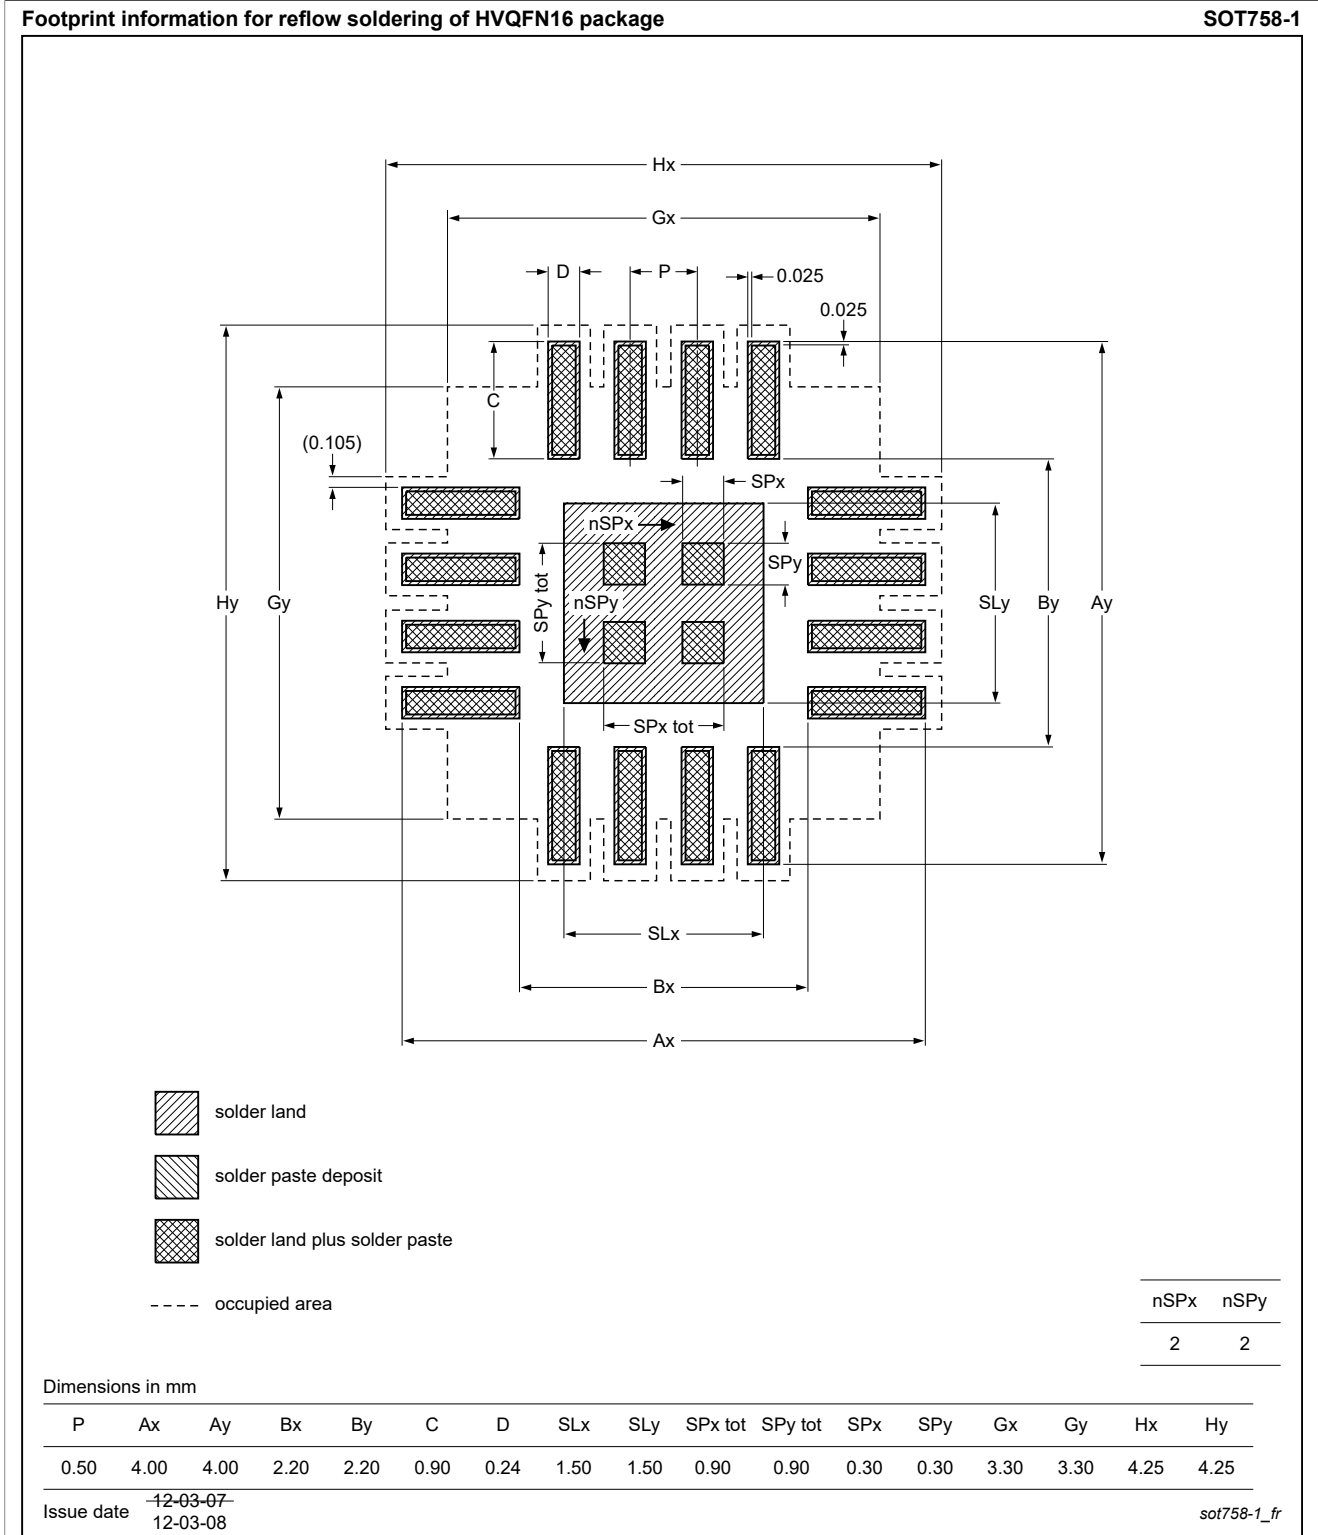 Footprint information for reflow soldering of HVQFN16 package SOT758-1
Hx
Gx
D P 0.025
0.025
C
(0.105)
SPx
nSPx
SPy
SPy tot
nSPy
Hy Gy SLy By Ay
SPx tot
SLx
Bx
Ax
solder land
solder paste deposit
solder land plus solder paste
occupied area
nSPx nSPy
2 2
Dimensions in mm
P Ax Ay Bx By C D SLx SLy SPx tot SPy tot SPx SPy Gx Gy Hx Hy
0.50 4.00 4.00 2.20 2.20 0.90 0.24 1.50 1.50 0.90 0.90 0.30 0.30 3.30 3.30 4.25 4.25
Issue date 12-03-07
12-03-08
sot758-1_fr